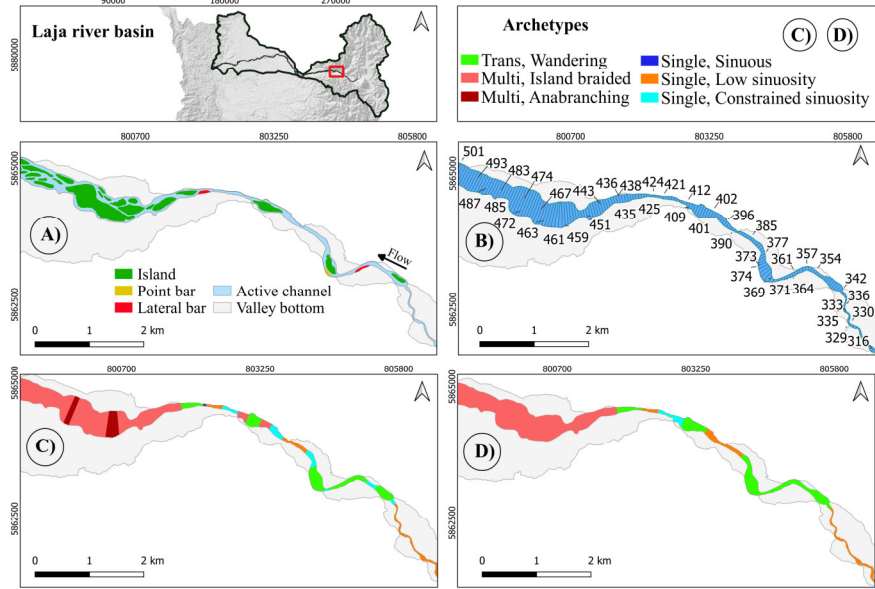 90000 180000 270000
5880000
Laja river basin
Archetypes C) D)
Trans, Wandering Single, Sinuous
Multi, Island braided Single, Low sinuosity
Multi, Anabranching Single, Constrained sinuosity
800700 803250 805800
5865000
5862500
A)
Flow
Island
Point bar Active channel
Lateral bar Valley bottom
0 1 2 km
800700 803250 805800
5865000
5862500
501
493
483
474
467 443 436 438 424 421
412
402
396
385
377
361 357 354
342
336
330
316
487
485
472
463
461 459 451
435
425
409
401
390
373
374
369 371 364
333
335
329
B)
0 1 2 km
800700 803250 805800
5865000
5862500
C)
0 1 2 km
800700 803250 805800
5865000
5862500
D)
0 1 2 km